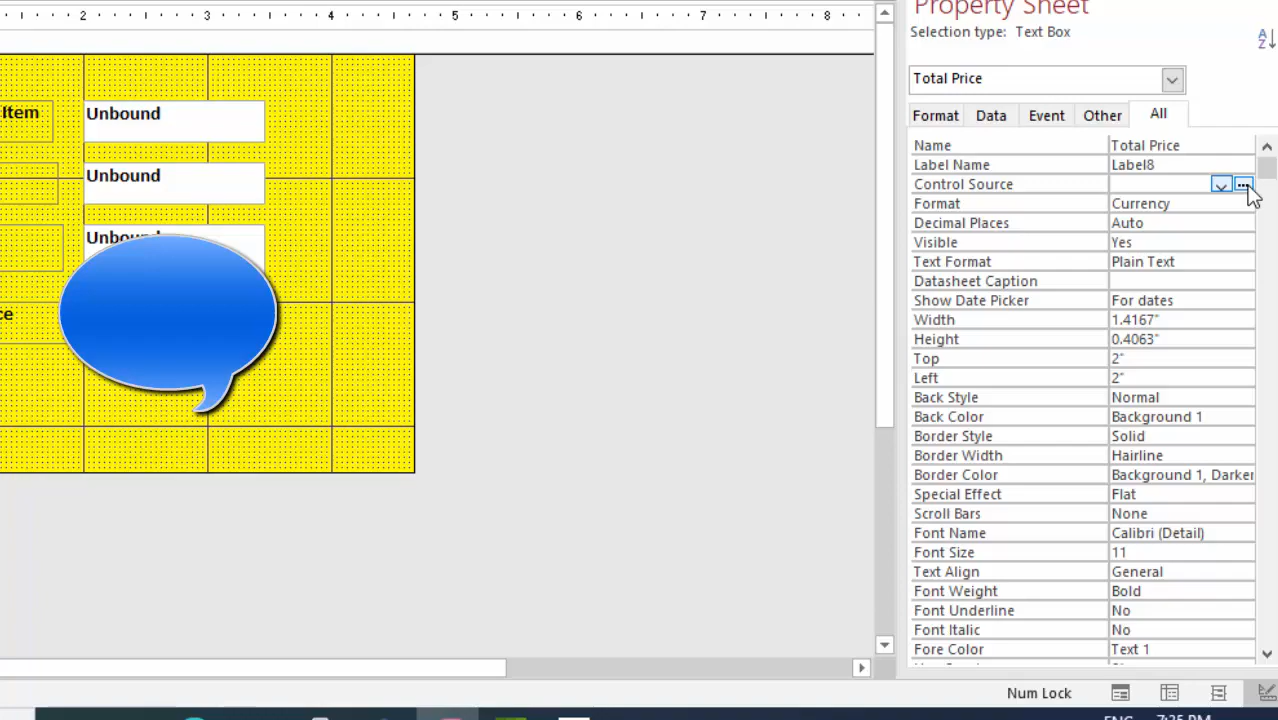 Property Sheet
Selection type: Text Box
1 2 3 4 5 6 7 8
Total Price
Format Data Event Other All
Item Unbound
Unbound
Unbound
Name Total Price
Label Name Label8
Control Source
Format Currency
Decimal Places Auto
Visible Yes
Text Format Plain Text
Datasheet Caption
Show Date Picker For dates
Width 1.4167"
Height 0.4063"
Top 2"
Left 2"
Back Style Normal
Back Color Background 1
Border Style Solid
Border Width Hairline
Border Color Background 1, Darker
Special Effect Flat
Scroll Bars None
Font Name Calibri (Detail)
Font Size 11
Text Align General
Font Weight Bold
Font Underline No
Font Italic No
Fore Color Text 1
Num Lock